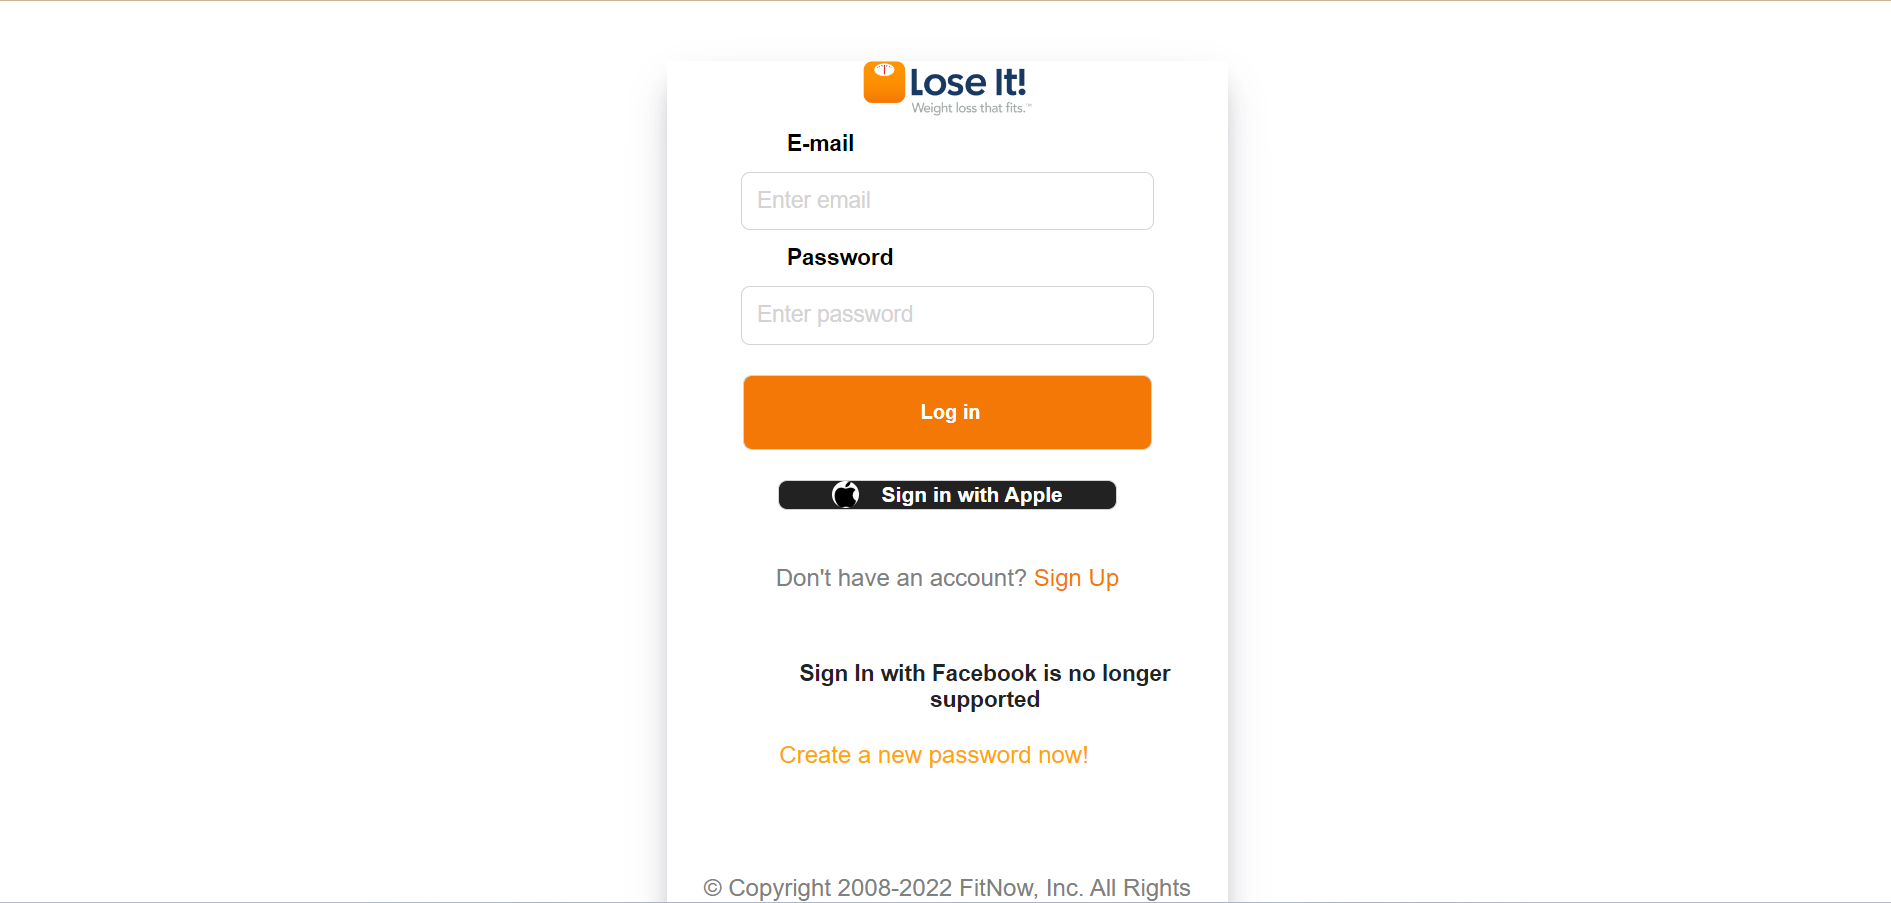 Lose It!
Weight loss that fits.™
E-mail
Enter email
Password
Enter password
Log in
Sign in with Apple
Don't have an account? Sign Up
Sign In with Facebook is no longer
supported
Create a new password now!
© Copyright 2008-2022 FitNow, Inc. All Rights